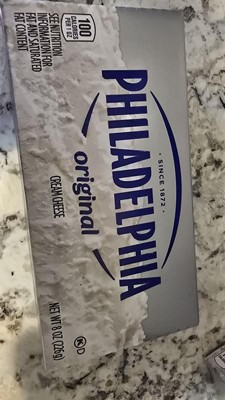 100
CALORIES
PER 1 OZ
SEE NUTRITION
INFORMATION FOR
FAT AND SATURATED
FAT CONTENT
• SINCE 1872 •
PHILADELPHIA
original
CREAM CHEESE
NET WT 8 OZ (226g)
K D